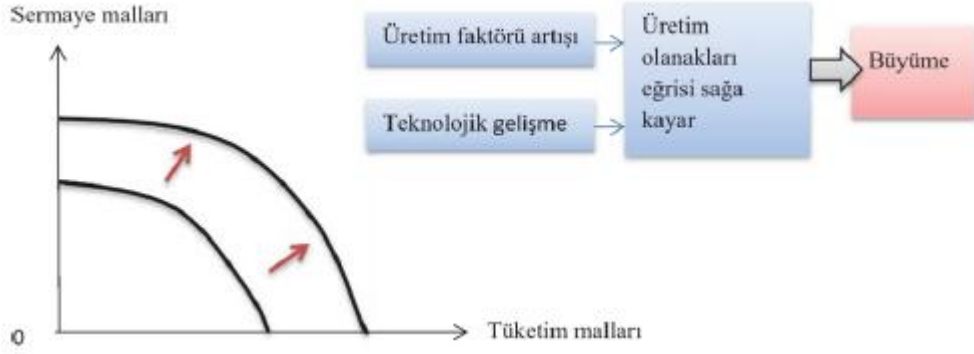 Sermaye malları
Üretim faktörü artışı
Teknolojik gelişme
Üretim
olanakları
eğrisi sağa
kayar
Büyüme
0
Tüketim malları